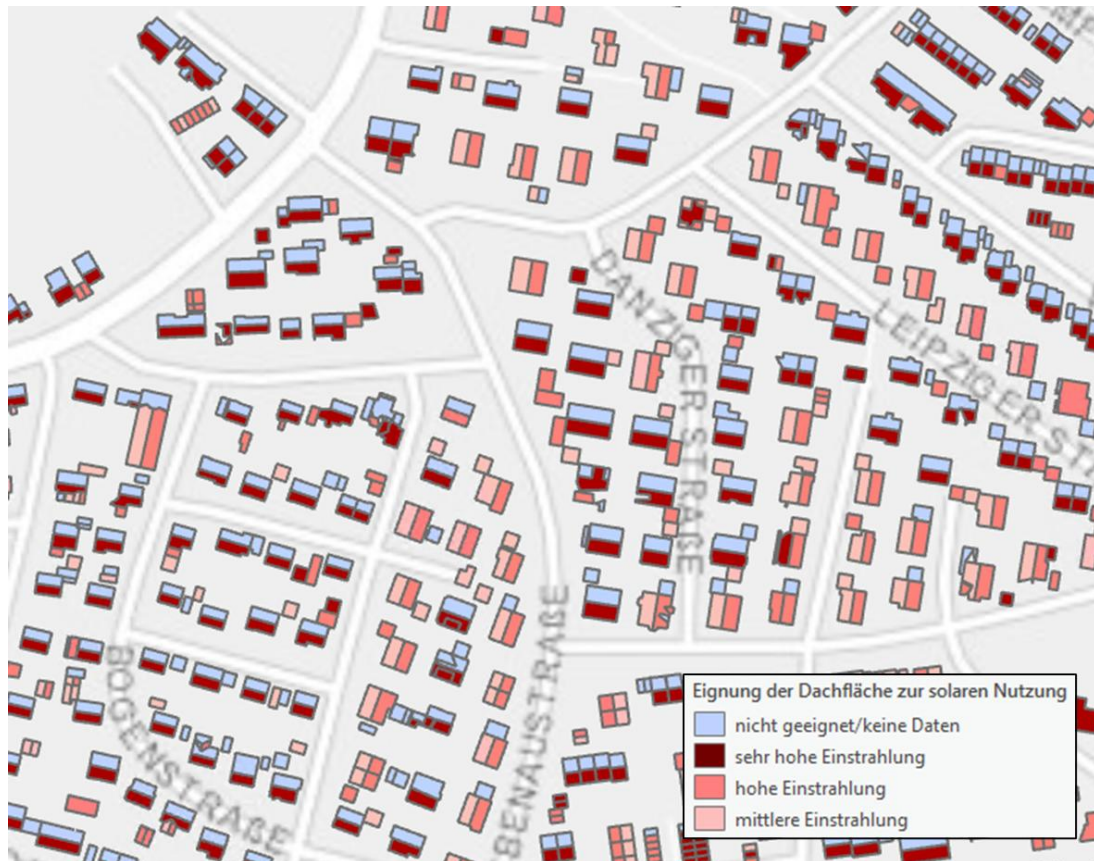 DANZIGER STRAßE
LEIPZIGER STRA
BOGENSTRAßE
BENAUSTRAßE
Eignung der Dachfläche zur solaren Nutzung
nicht geeignet/keine Daten
sehr hohe Einstrahlung
hohe Einstrahlung
mittlere Einstrahlung